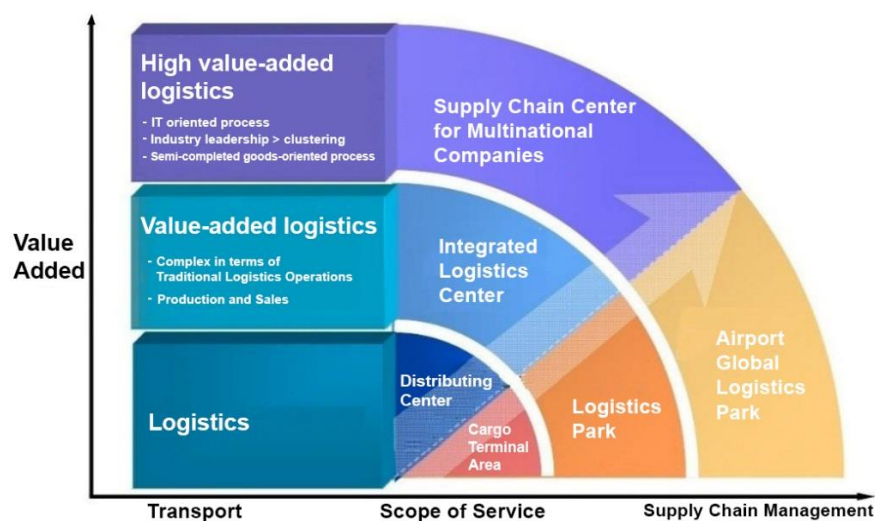 High value-added
logistics
- IT oriented process
- Industry leadership > clustering
- Semi-completed goods-oriented process
Supply Chain Center
for Multinational
Companies
Value
Added
Value-added logistics
- Complex in terms of
Traditional Logistics Operations
- Production and Sales
Integrated
Logistics
Center
Logistics
Distributing
Center
Cargo
Terminal
Area
Logistics
Park
Airport
Global
Logistics
Park
Transport
Scope of Service
Supply Chain Management